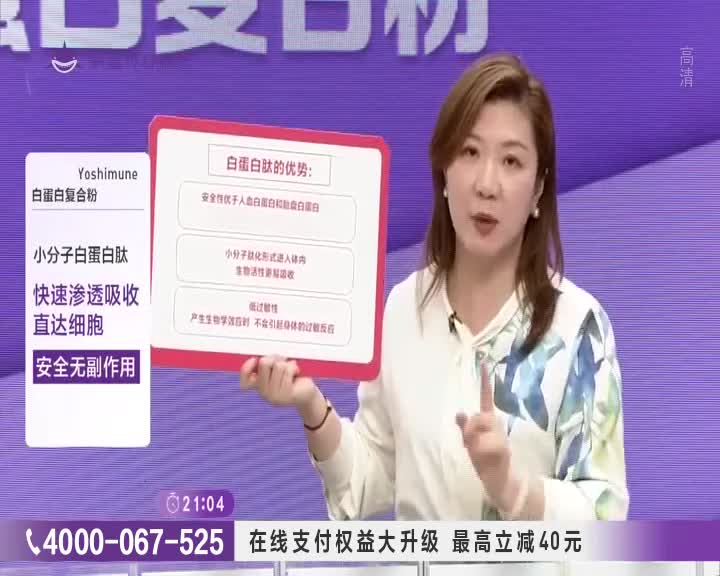 蛋白复合粉
高清
白蛋白肽的优势:
安全性优于人血白蛋白和胎盘白蛋白
小分子肽化形式进入体内
生物活性更易吸收
低过敏性
产生生物学效应时 不会引起身体的过敏反应
Yoshimune
白蛋白复合粉
小分子白蛋白肽
快速渗透吸收
直达细胞
安全无副作用
21:04
4000-067-525
在线支付权益大升级 最高立减40元